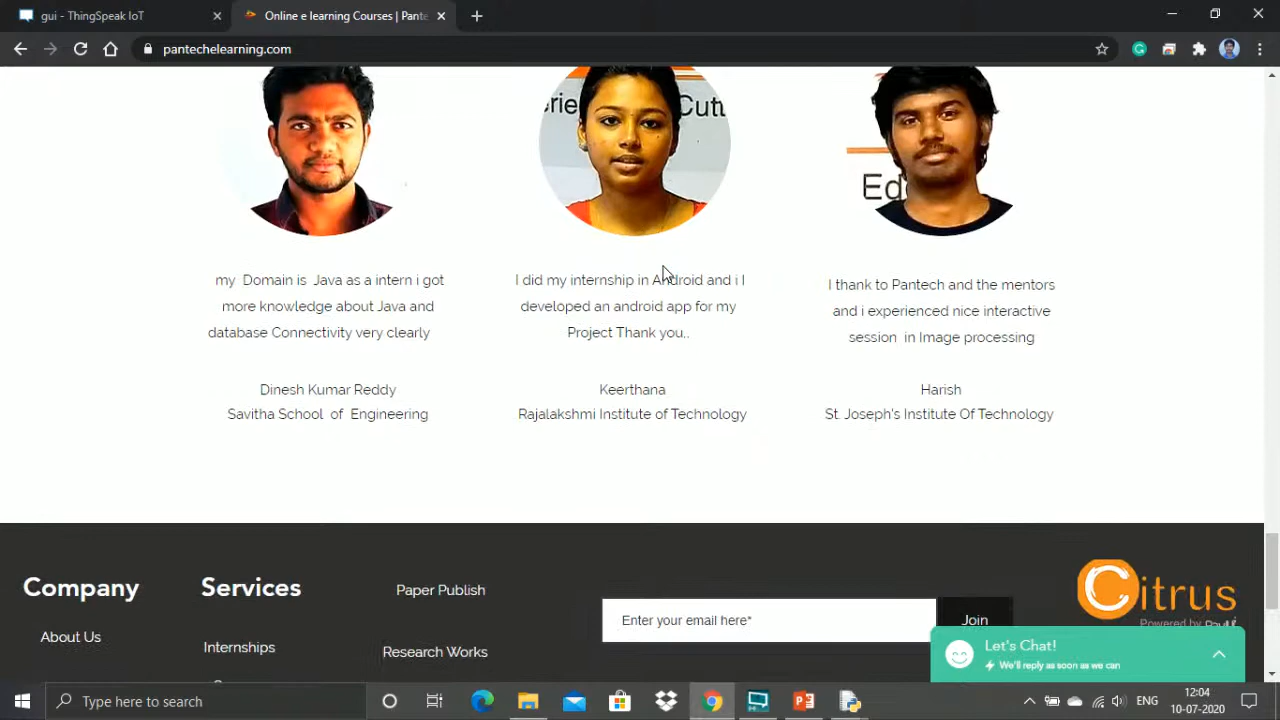 gui - ThingSpeak IoT
Online e learning Courses | Pante
pantechelearning.com
Cutt
Ed
my Domain is Java as a intern i got
more knowledge about Java and
database Connectivity very clearly
Dinesh Kumar Reddy
Savitha School of Engineering
I did my internship in Android and i I
developed an android app for my
Project Thank you,.
Keerthana
Rajalakshmi Institute of Technology
I thank to Pantech and the mentors
and i experienced nice interactive
session in Image processing
Harish
St. Joseph's Institute Of Technology
Company
About Us
Services
Internships
Paper Publish
Research Works
Enter your email here*
Join
Citrus
Powered by PayU
Let's Chat!
We'll reply as soon as we can
Type here to search
ENG
12:04
10-07-2020